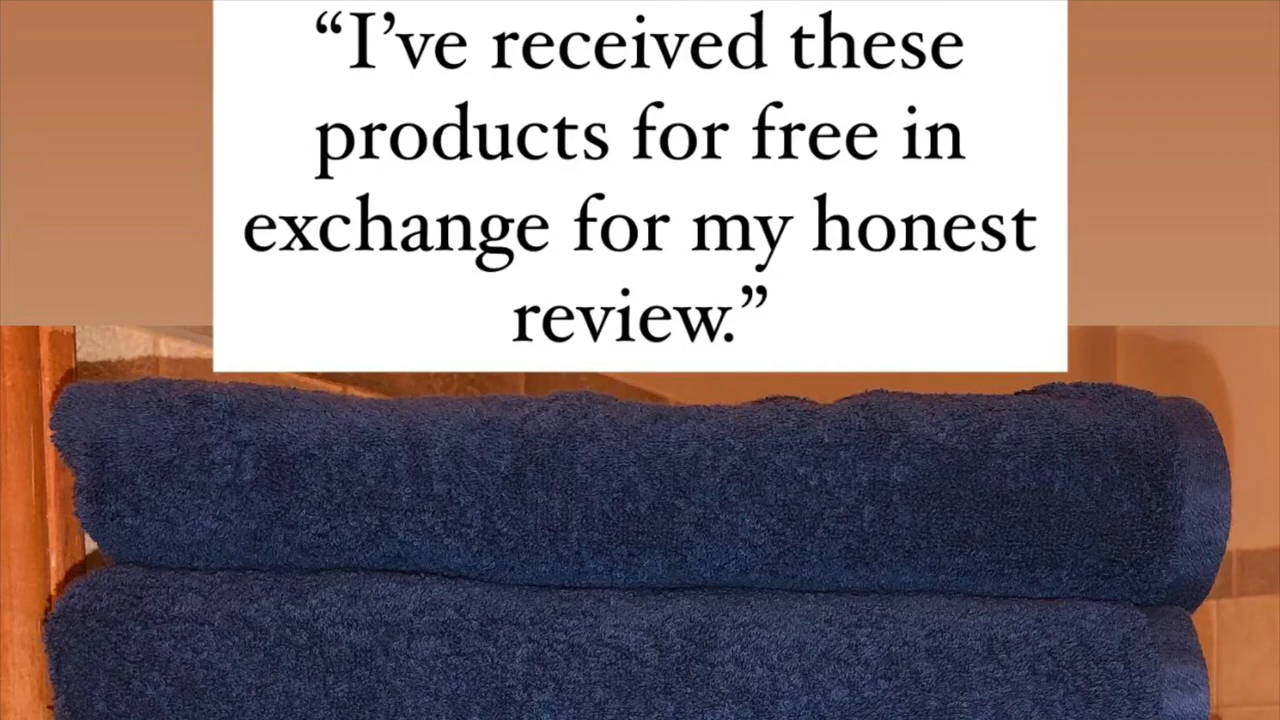 “I’ve received these
products for free in
exchange for my honest
review.”